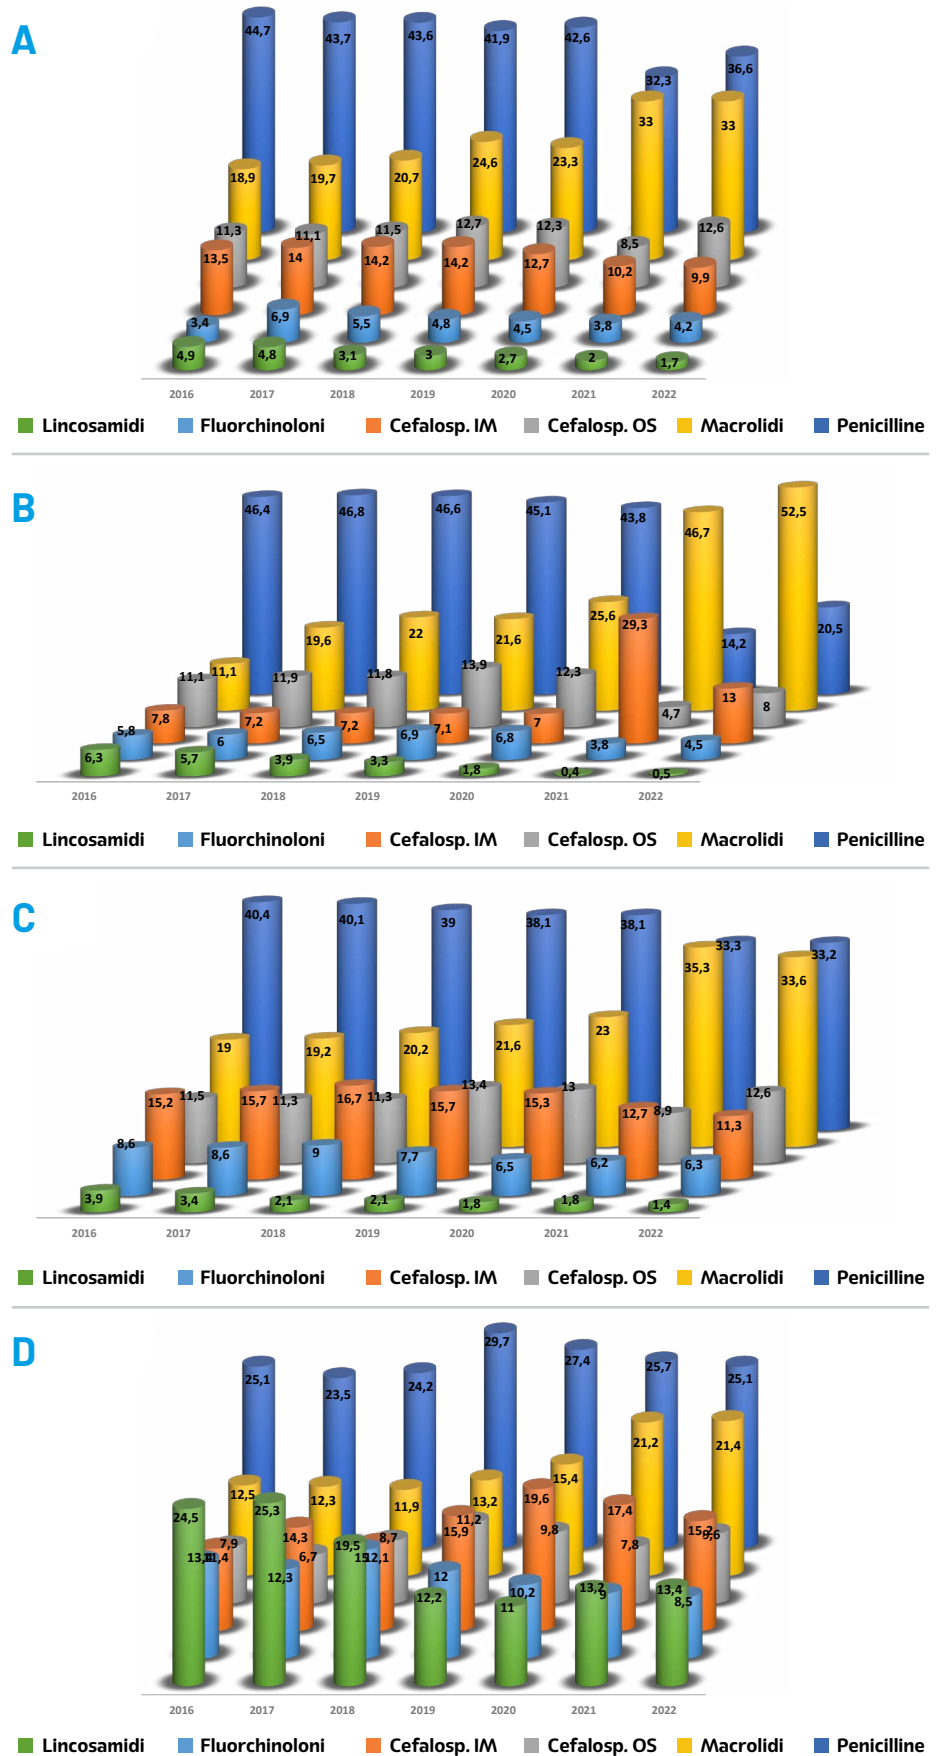 A
44,7 43,7 43,6 41,9 42,6 32,3 36,6
18,9 19,7 20,7 24,6 23,3 33 33
11,3 11,1 11,5 12,7 12,3 8,5 12,6
13,5 14 14,2 14,2 12,7 10,2 9,9
3,4 6,9 5,5 4,8 4,5 3,8 4,2
4,9 4,8 3,1 3 2,7 2 1,7
2016 2017 2018 2019 2020 2021 2022
Lincosamidi Fluorchinoloni Cefalosp. IM Cefalosp. OS Macrolidi Penicilline
B
46,4 46,8 46,6 45,1 43,8 14,2 20,5
11,1 19,6 22 21,6 25,6 46,7 52,5
11,1 11,9 11,8 13,9 12,3 4,7 8
7,8 7,2 7,2 7,1 7 29,3 13
5,8 6 6,5 6,9 6,8 3,8 4,5
6,3 5,7 3,9 3,3 1,8 0,4 0,5
2016 2017 2018 2019 2020 2021 2022
Lincosamidi Fluorchinoloni Cefalosp. IM Cefalosp. OS Macrolidi Penicilline
C
40,4 40,1 39 38,1 38,1 33,3 33,2
19 19,2 20,2 21,6 23 35,3 33,6
11,5 11,3 11,3 13,4 13 8,9 12,6
15,2 15,7 16,7 15,7 15,3 12,7 11,3
8,6 8,6 9 7,7 6,5 6,2 6,3
3,9 3,4 2,1 2,1 1,8 1,8 1,4
2016 2017 2018 2019 2020 2021 2022
Lincosamidi Fluorchinoloni Cefalosp. IM Cefalosp. OS Macrolidi Penicilline
D
25,1 23,5 24,2 29,7 27,4 25,7 25,1
12,5 12,3 11,9 13,2 15,4 21,2 21,4
7,9 6,7 8,7 11,2 9,8 7,8 9,6
11,4 14,3 12,1 15,9 19,6 17,4 15,2
12,3 15 12 10,2 9 8,5
24,5 25,3 19,5 12,2 11 13,2 13,4
2016 2017 2018 2019 2020 2021 2022
Lincosamidi Fluorchinoloni Cefalosp. IM Cefalosp. OS Macrolidi Penicilline